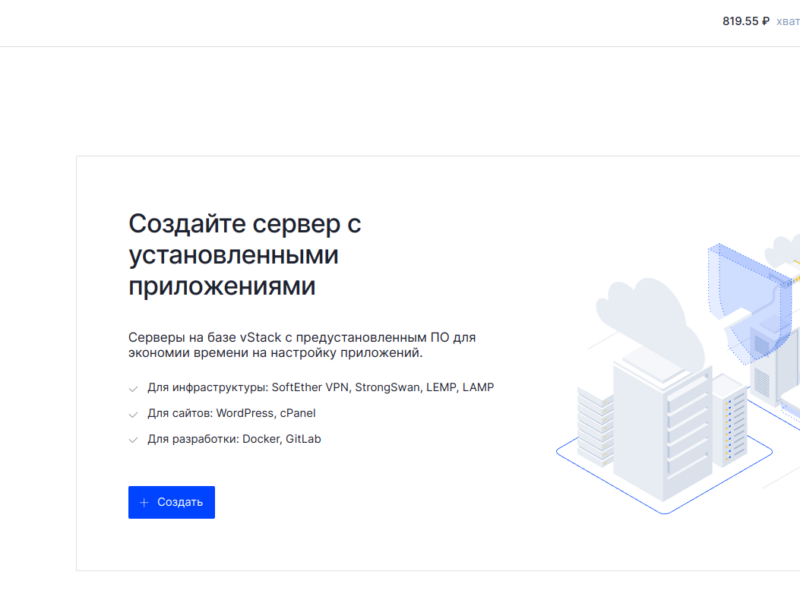 819.55 ₽ хват
Создайте сервер с
установленными
приложениями
Серверы на базе vStack с предустановленным ПО для
экономии времени на настройку приложений.
Для инфраструктуры: SoftEther VPN, StrongSwan, LEMP, LAMP
Для сайтов: WordPress, cPanel
Для разработки: Docker, GitLab
+ Создать